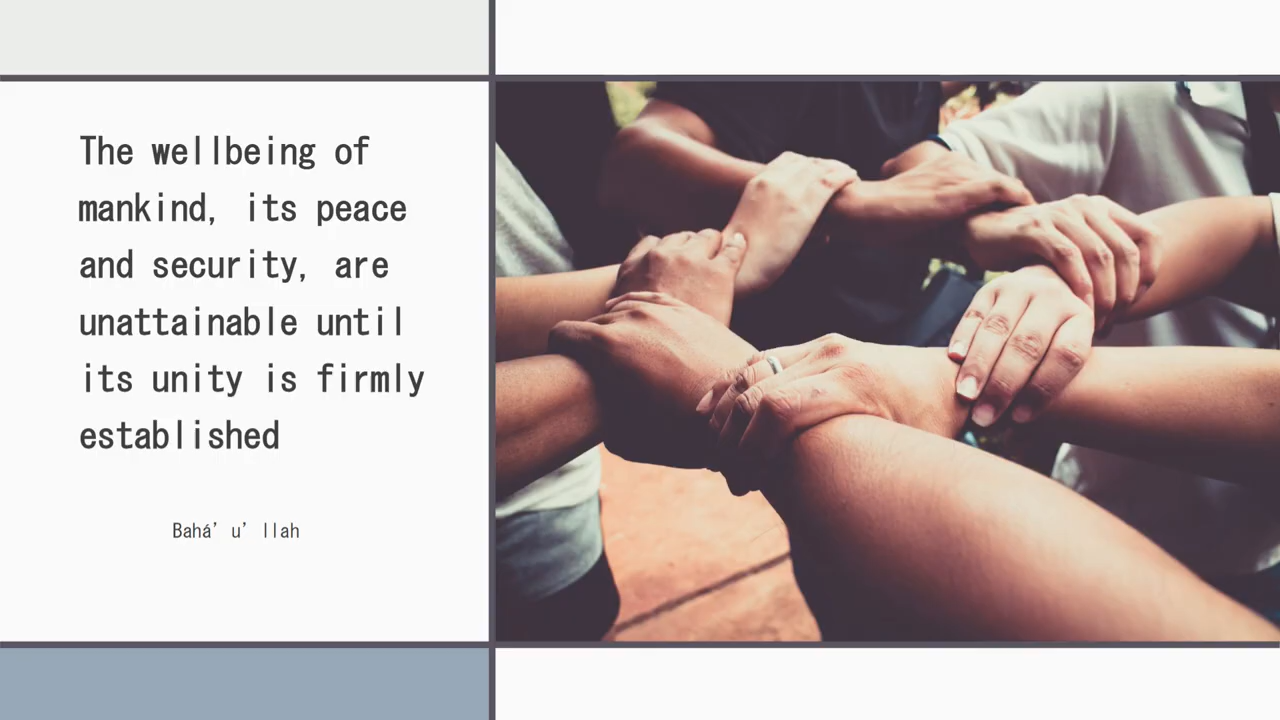 The wellbeing of
mankind, its peace
and security, are
unattainable until
its unity is firmly
established
Bahá’u’llah